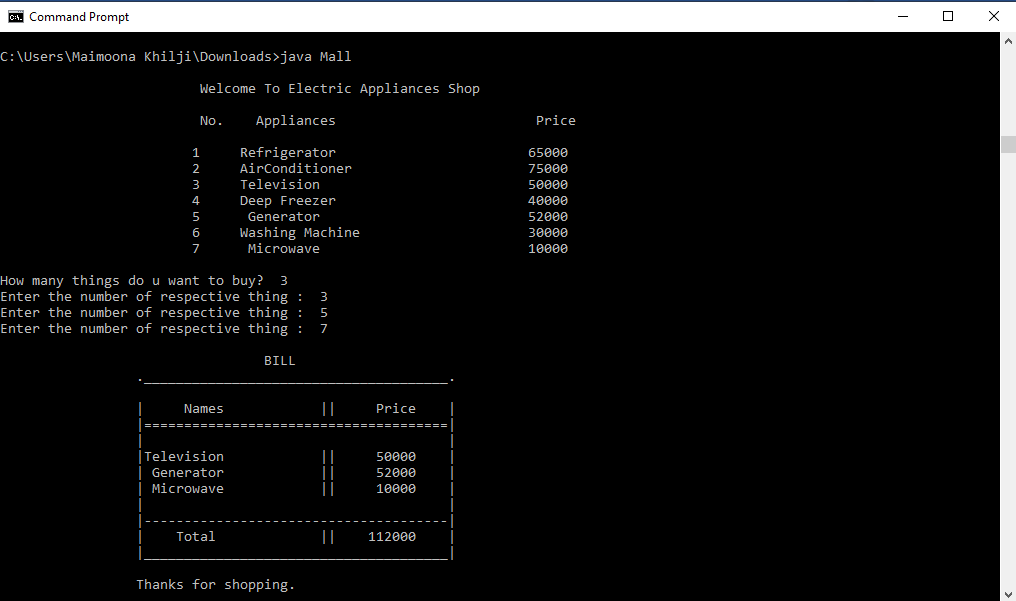 Command Prompt
C:\Users\Maimoona Khilji\Downloads>java Mall
Welcome To Electric Appliances Shop
No. Appliances Price
1 Refrigerator 65000
2 AirConditioner 75000
3 Television 50000
4 Deep Freezer 40000
5 Generator 52000
6 Washing Machine 30000
7 Microwave 10000
How many things do u want to buy? 3
Enter the number of respective thing : 3
Enter the number of respective thing : 5
Enter the number of respective thing : 7
BILL
.______________________________________.
| Names || Price |
|======================================|
| |
|Television || 50000 |
| Generator || 52000 |
| Microwave || 10000 |
| |
|--------------------------------------|
| Total || 112000 |
|______________________________________|
Thanks for shopping.